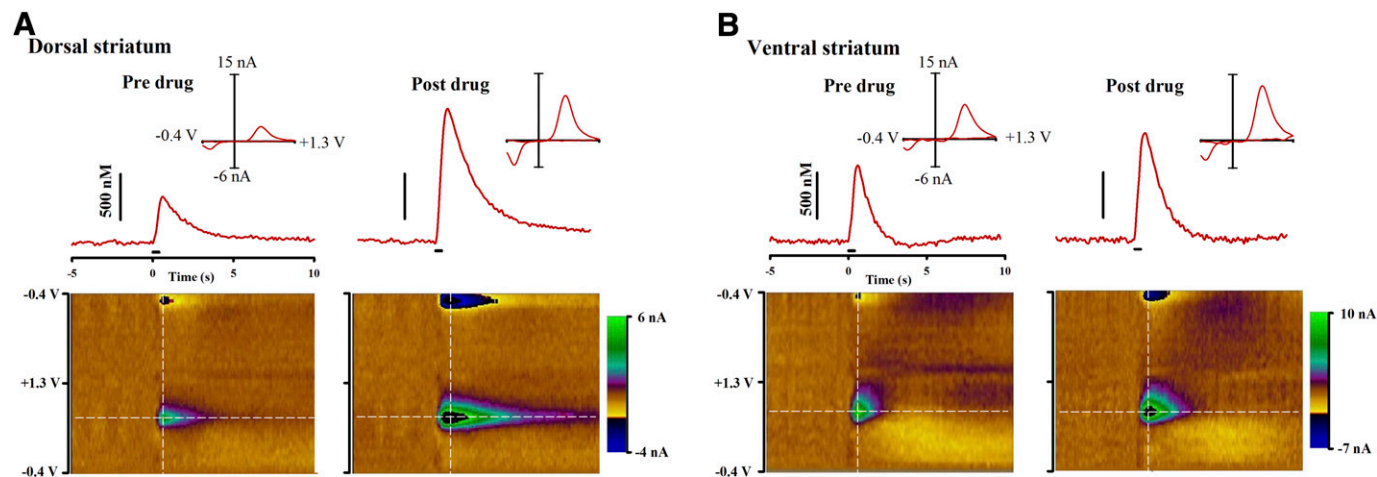 A
Dorsal striatum
Pre drug
15 nA
-0.4 V
+1.3 V
-6 nA
500 nM
Post drug
-5
0
5
10
Time (s)
-0.4 V
+1.3 V
-0.4 V
6 nA
-4 nA
B
Ventral striatum
Pre drug
15 nA
-0.4 V
+1.3 V
-6 nA
500 nM
Post drug
-5
0
5
10
Time (s)
-0.4 V
+1.3 V
-0.4 V
10 nA
-7 nA